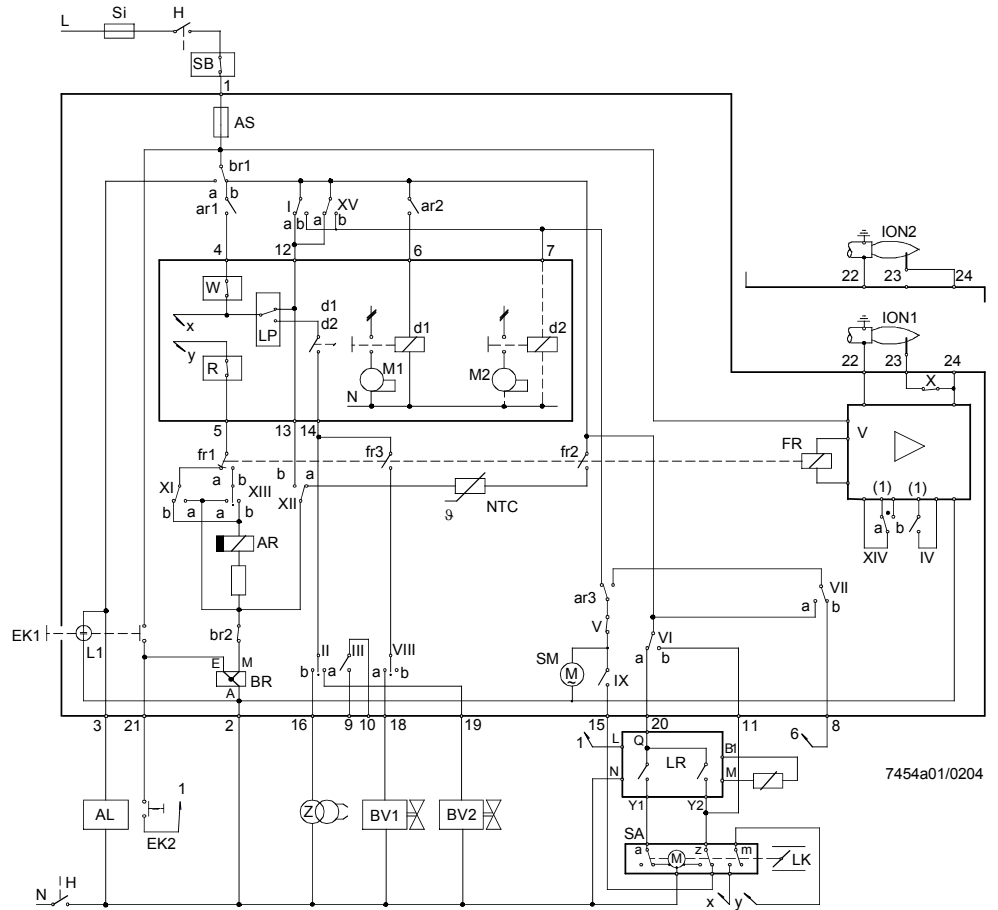 L Si H
SB
1
AS
br1
a b I a b XV a b ar2
ar1
4 12 6 7
ION2
22 23 24
W d1
x LP d2 d1 d2
y
R M1 M2
N
ION1
22 23 24
X
5 13 14
V
FR
fr1 b a fr3 fr2
a
XI XIII XII NTC
b a a b ϑ
(1) (1)
a b
XIV IV
AR
ar3 VII
a b
V
EK1 L1 br2 VI
a b
E M II III VIII SM M ~ IX
BR b a a b
A
3 21 2 16 9 10 18 19 15 20 11 8
1 L Q B1 6
LR
N M
7454a01/0204
Y1 Y2
AL 1 Z BV1 BV2
EK2
SA
a M z m LK
H
N x y